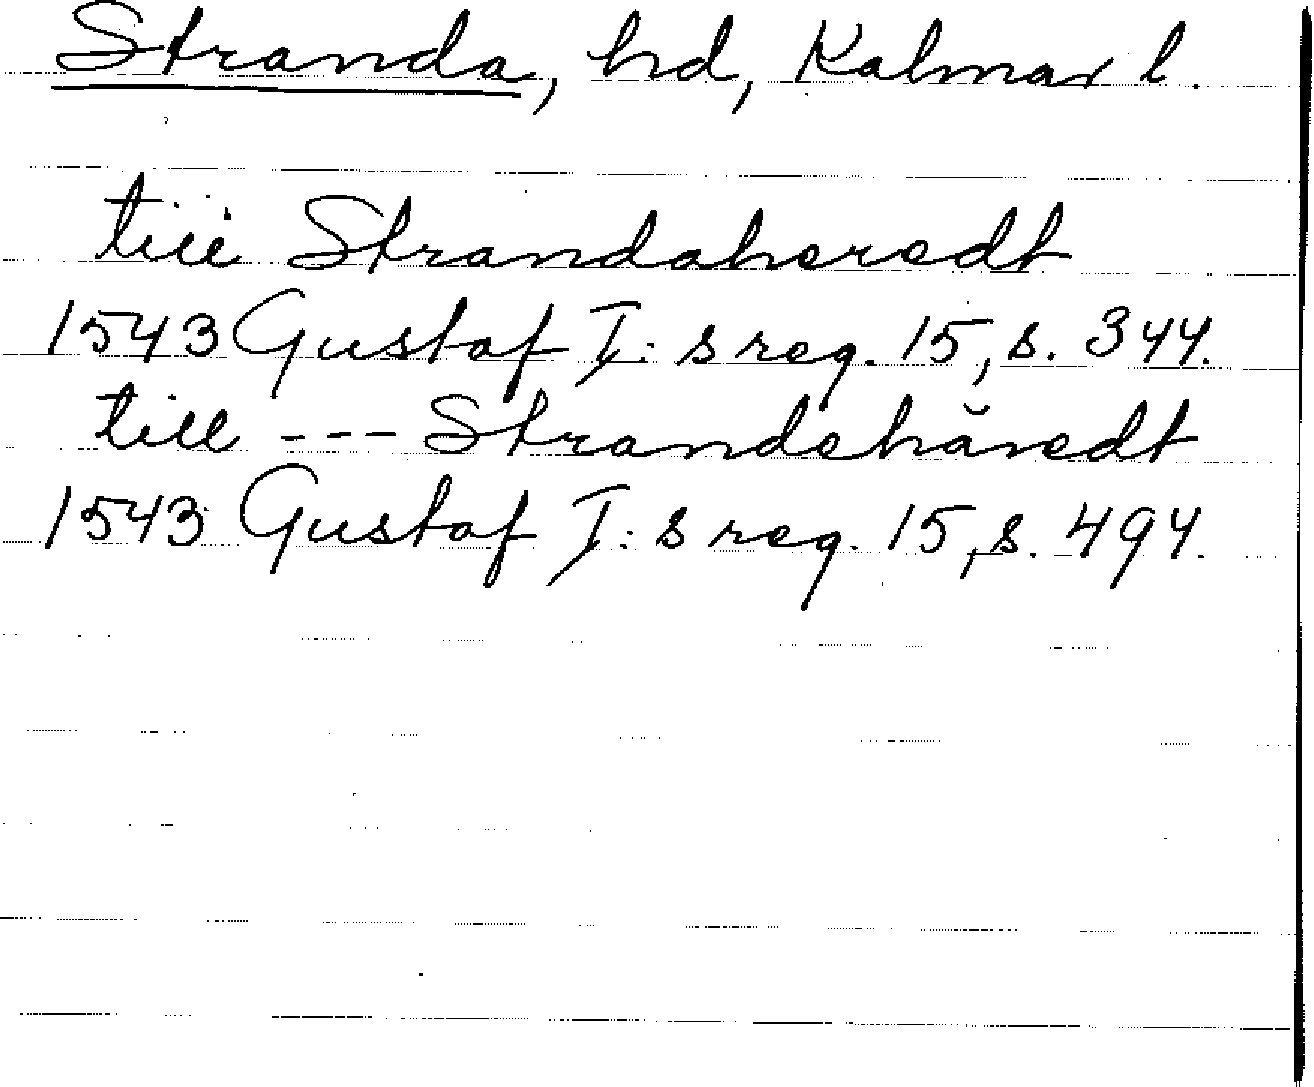 Stranda, hd, Kalmar l.
till Strandaheredt
1543 Gustaf I:s reg. 15, s. 344.
till --- Strandehäredt
1543 Gustaf I:s reg. 15, s. 494.